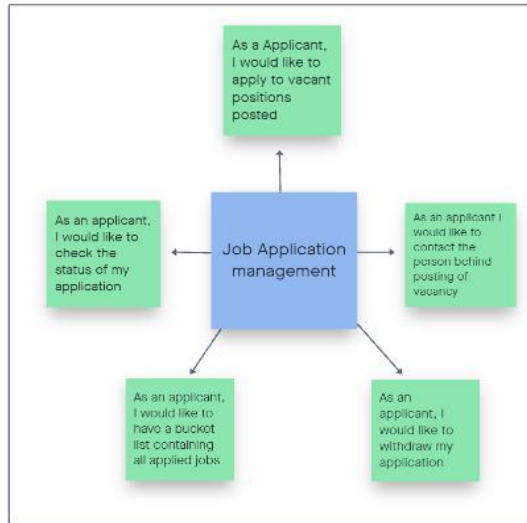 As a Applicant,
I would like to
apply to vacant
positions
posted
As an applicant,
I would like to
check the
status of my
application
Job Application
management
As an applicant I
would like to
contact the
person behind
posting of
vacancy
As an applicant,
I would like to
have a bucket
list containing
all applied jobs
As an
applicant, I
would like to
withdraw my
application